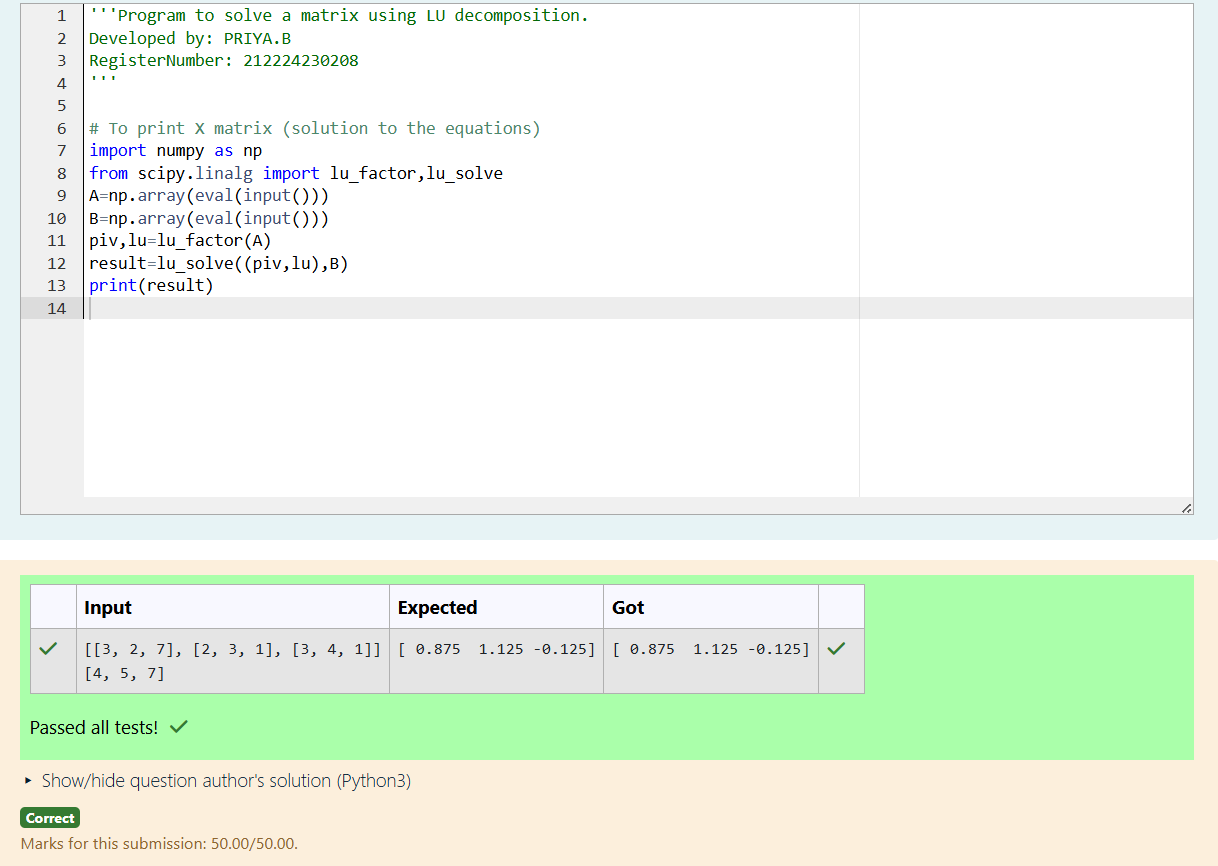 1 '''Program to solve a matrix using LU decomposition.
2 Developed by: PRIYA.B
3 RegisterNumber: 212224230208
4 '''
5
6 # To print X matrix (solution to the equations)
7 import numpy as np
8 from scipy.linalg import lu_factor,lu_solve
9 A=np.array(eval(input()))
10 B=np.array(eval(input()))
11 piv,lu=lu_factor(A)
12 result=lu_solve((piv,lu),B)
13 print(result)
14
Input Expected Got
[[3, 2, 7], [2, 3, 1], [3, 4, 1]] [ 0.875  1.125 -0.125] [ 0.875  1.125 -0.125]
[4, 5, 7]
Passed all tests!
Show/hide question author's solution (Python3)
Correct
Marks for this submission: 50.00/50.00.